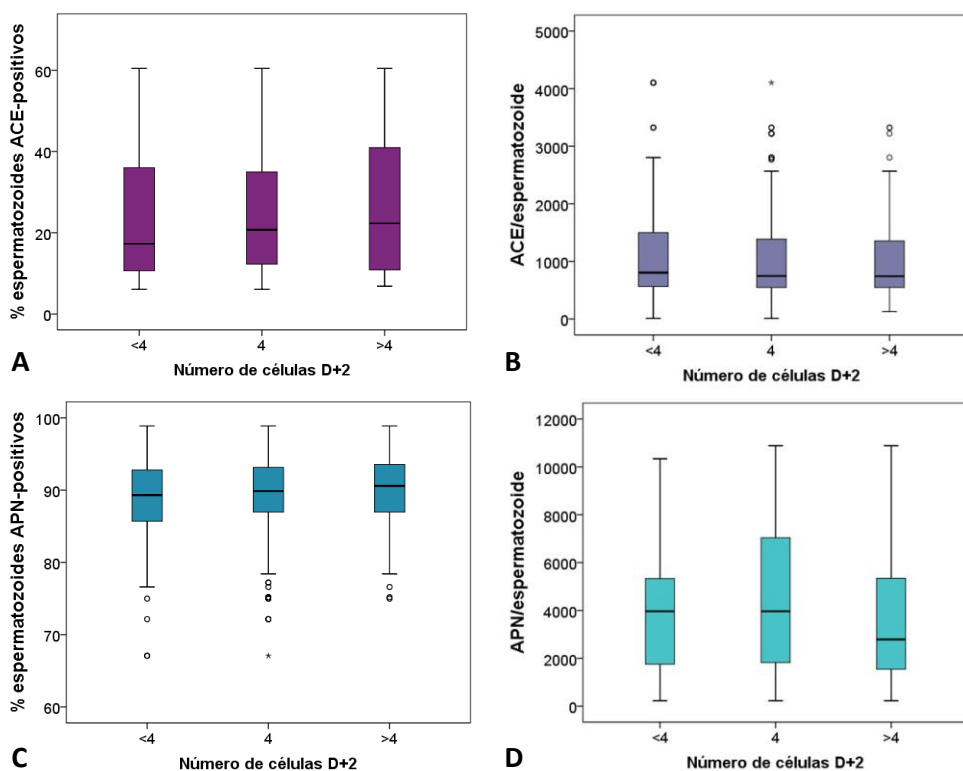 % espermatozoides ACE-positivos
60
40
20
0
<4
4
>4
Número de células D+2
A
ACE/espermatozoide
5000
4000
3000
2000
1000
0
<4
4
>4
Número de células D+2
B
% espermatozoides APN-positivos
100
90
80
70
60
<4
4
>4
Número de células D+2
C
APN/espermatozoide
12000
10000
8000
6000
4000
2000
0
<4
4
>4
Número de células D+2
D